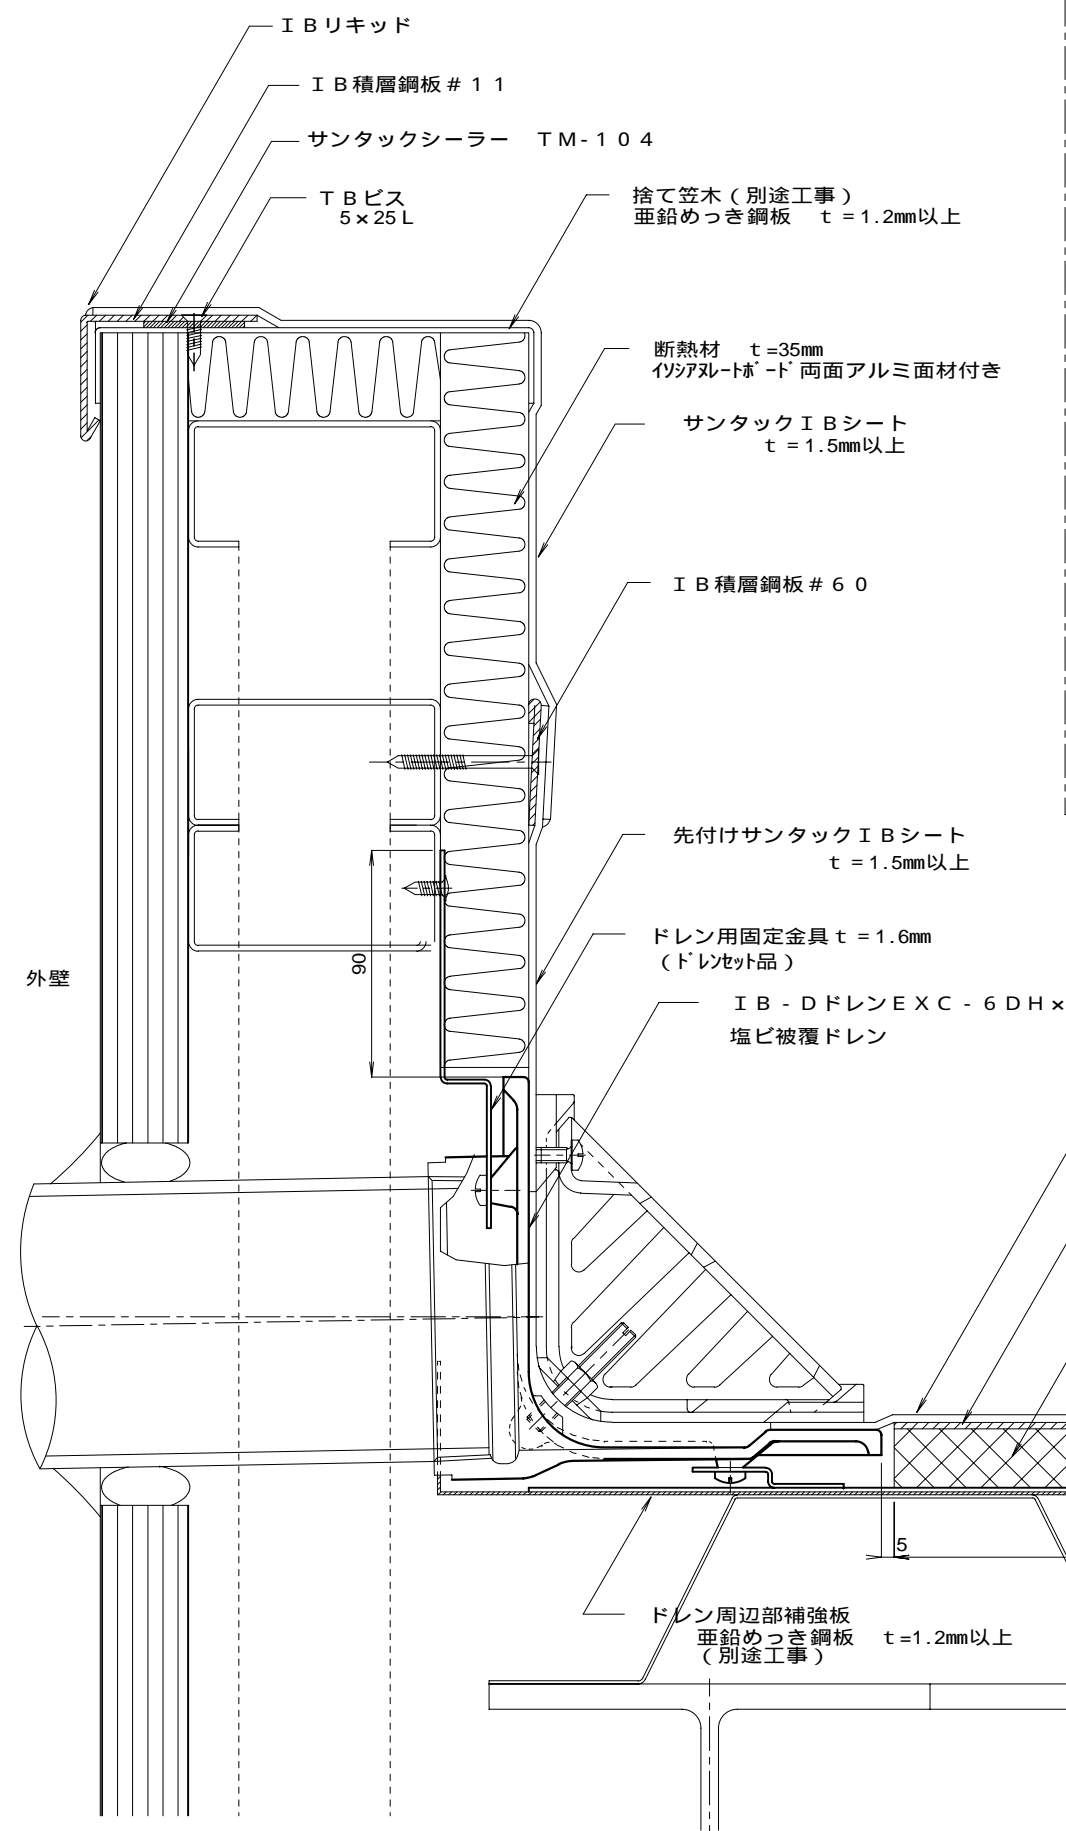 ＩＢリキッド
ＩＢ積層鋼板＃１１
サンタックシーラー　ＴＭ-１０４
ＴＢビス
５×25Ｌ
捨て笠木（別途工事）
亜鉛めっき鋼板　ｔ＝1.2mm以上
断熱材　ｔ=35mm
ｲｿｼｱﾇﾚｰﾄﾎﾞｰﾄﾞ両面アルミ面材付き
サンタックＩＢシート
ｔ＝1.5mm以上
ＩＢ積層鋼板＃６０
先付けサンタックＩＢシート
ｔ＝1.5mm以上
ドレン用固定金具ｔ＝1.6mm
（ﾄﾞﾚﾝｾｯﾄ品）
90
外壁
ＩＢ-ＤドレンＥＸＣ-６ＤＨ×
塩ビ被覆ドレン
5
ドレン周辺部補強板
亜鉛めっき鋼板　ｔ=1.2mm以上
（別途工事）